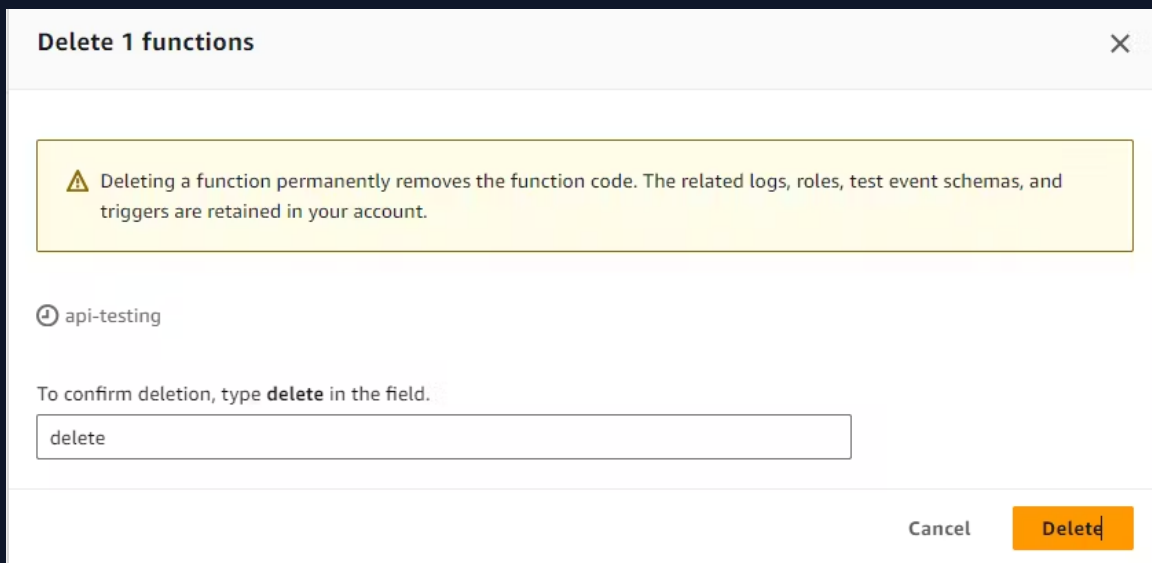 Delete 1 functions
Deleting a function permanently removes the function code. The related logs, roles, test event schemas, and
triggers are retained in your account.
api-testing
To confirm deletion, type delete in the field.
delete
Cancel
Delete